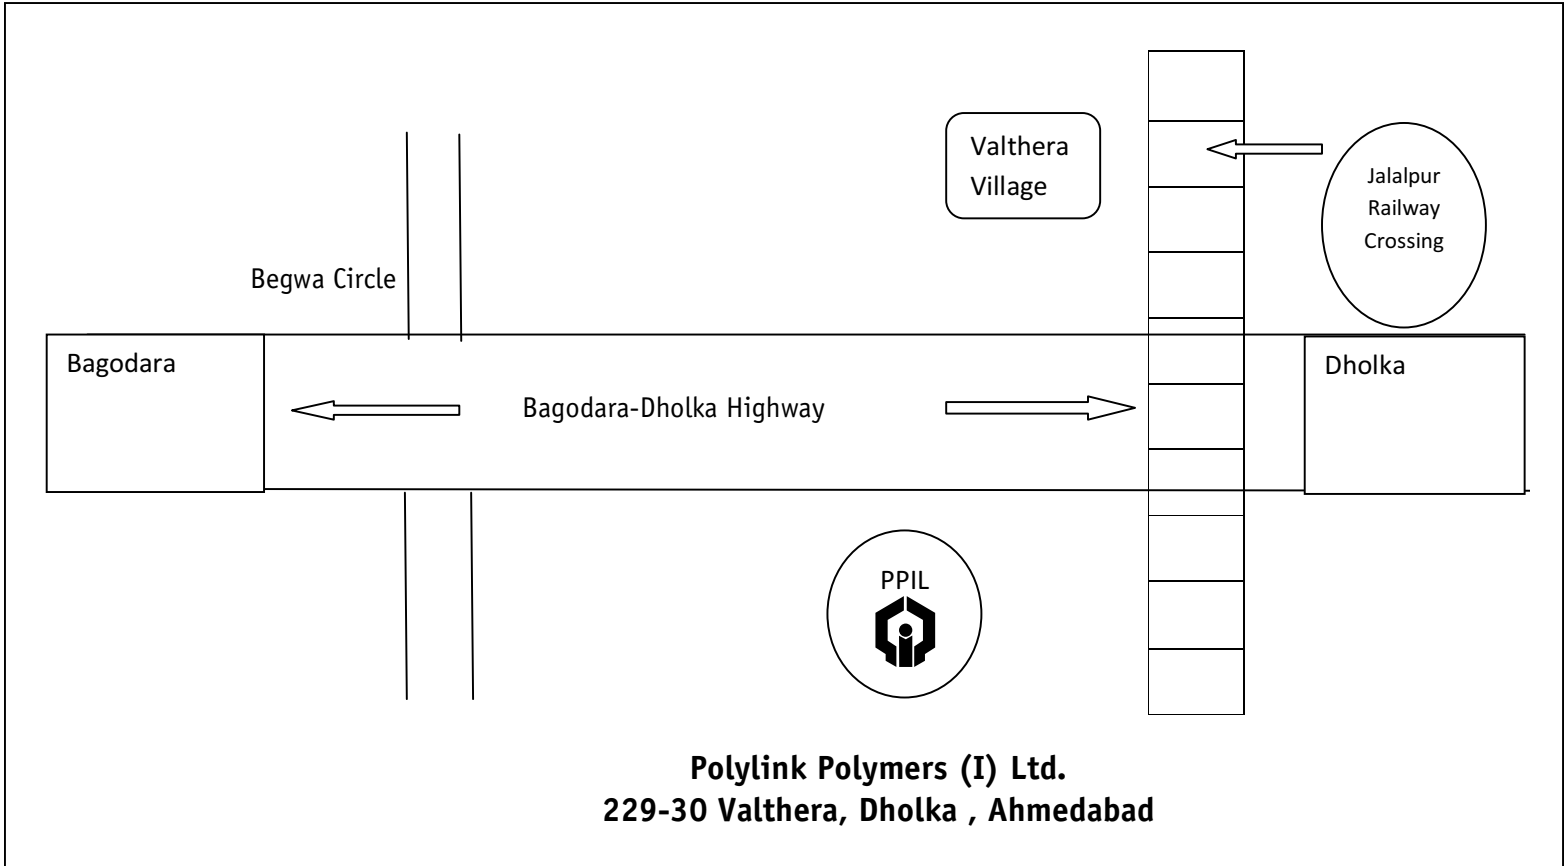 Valthera
Village
Jalalpur
Railway
Crossing
Begwa Circle
Bagodara
Bagodara-Dholka Highway
Dholka
PPIL
Polylink Polymers (I) Ltd.
229-30 Valthera, Dholka , Ahmedabad